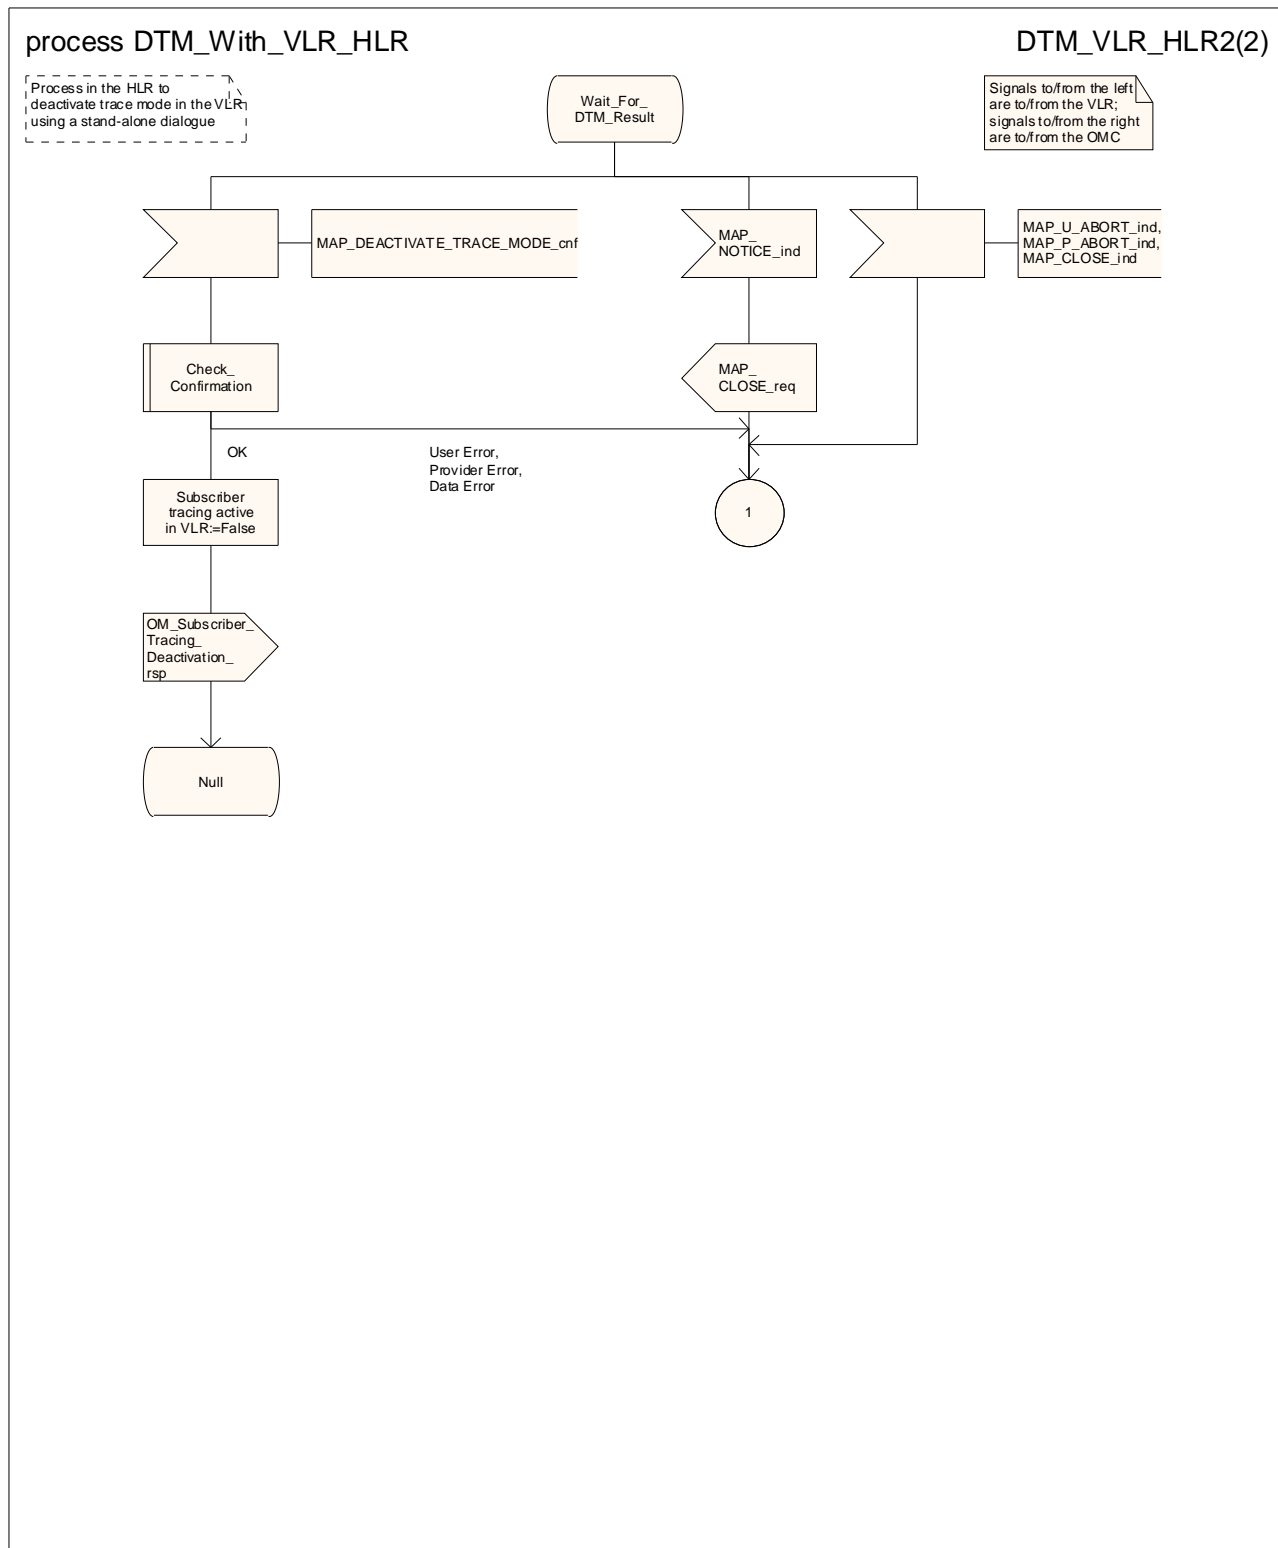 process DTM_With_VLR_HLR
DTM_VLR_HLR2(2)
Process in the HLR to
deactivate trace mode in the VLR
using a stand-alone dialogue
Wait_For_
DTM_Result
Signals to/from the left
are to/from the VLR;
signals to/from the right
are to/from the OMC
MAP_DEACTIVATE_TRACE_MODE_cnf
MAP_
NOTICE_ind
MAP_U_ABORT_ind,
MAP_P_ABORT_ind,
MAP_CLOSE_ind
Check_
Confirmation
MAP_
CLOSE_req
OK
User Error,
Provider Error,
Data Error
Subscriber
tracing active
in VLR:=False
1
OM_Subscriber_
Tracing_
Deactivation_
rsp
Null